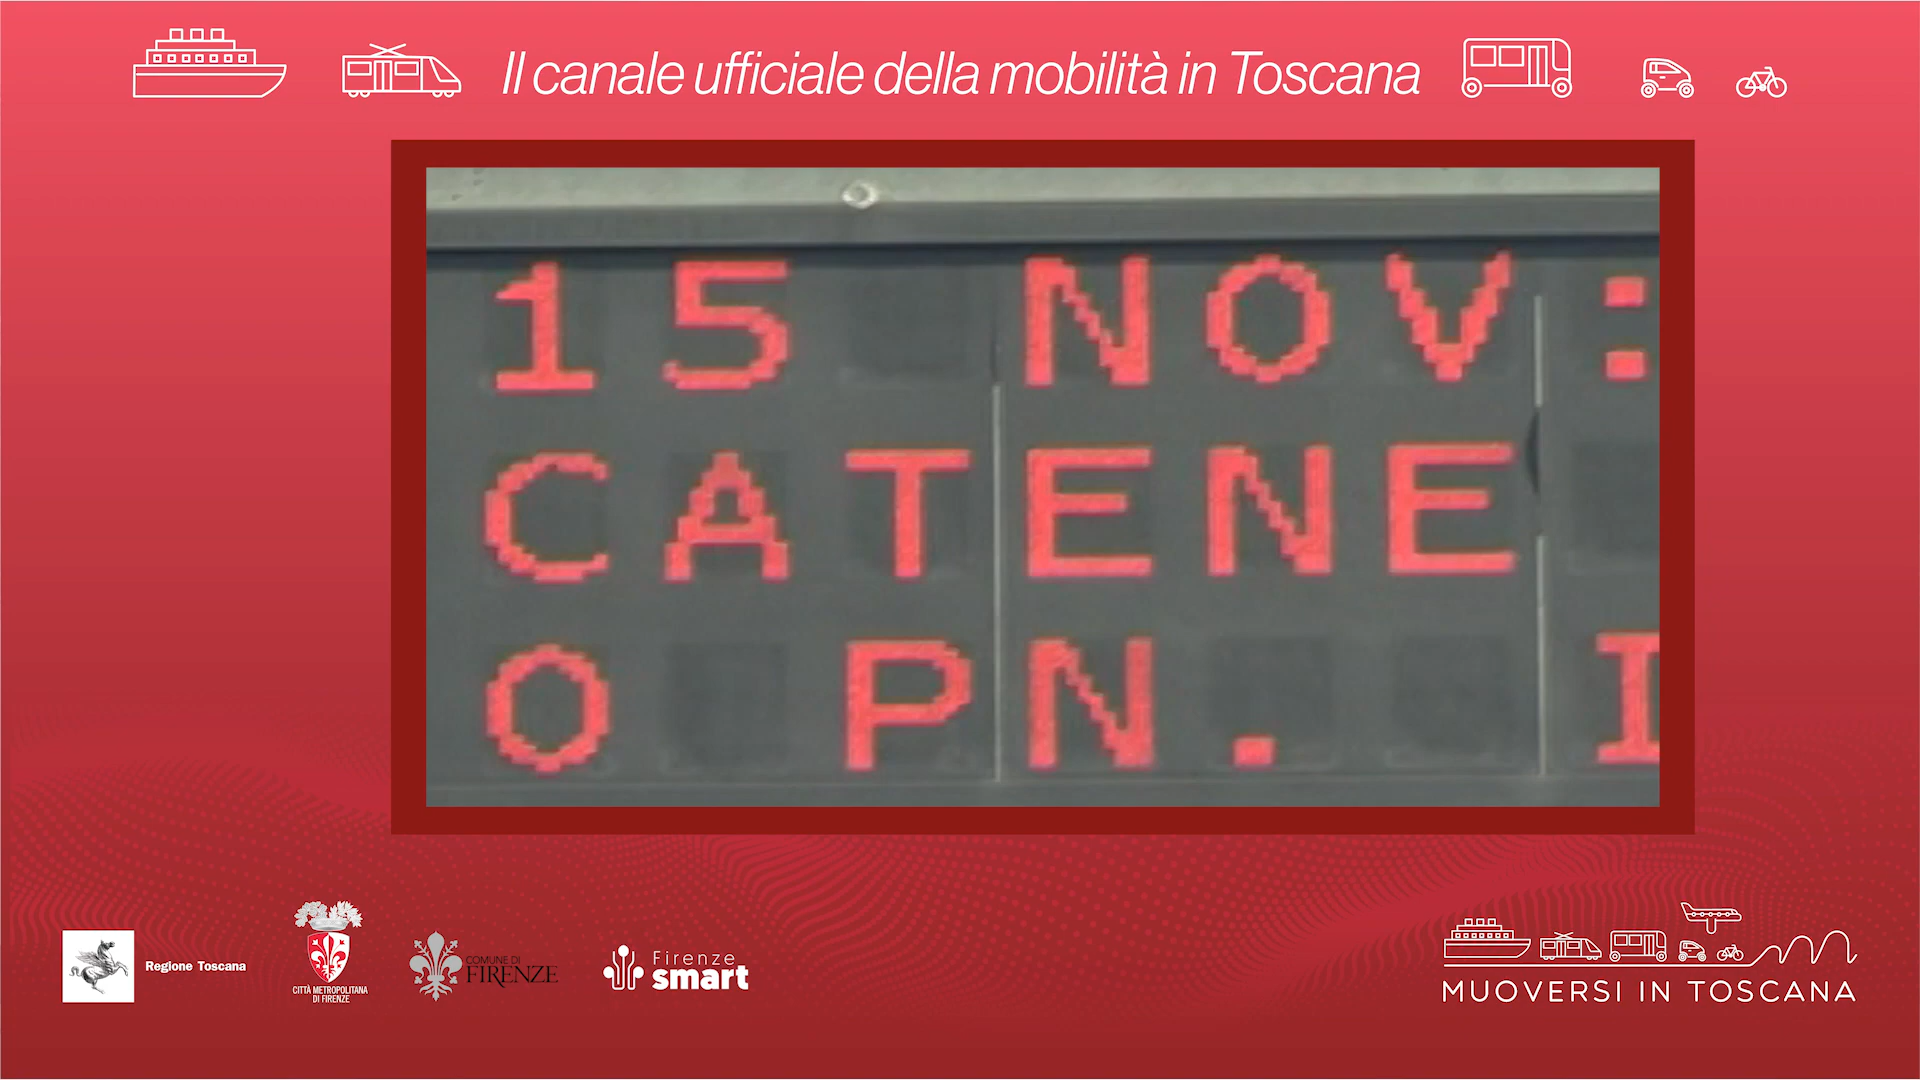 Il canale ufficiale della mobilità in Toscana
15 NOV:
CATENE
O PN. I
Regione Toscana
CITTÀ METROPOLITANA
DI FIRENZE
COMUNE DI
FIRENZE
Firenze
smart
MUOVERSI IN TOSCANA